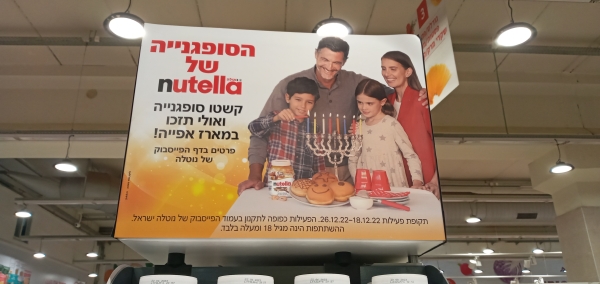 הסופגנייה
של
nutella
קשטו סופגנייה
ואולי תזכו
במארז אפייה!
פרטים בדף הפייסבוק
של נוטלה
nutella
תקופת פעילות 18.12.22–26.12.22. הפעילות כפופה לתקנון בעמוד הפייסבוק של נוטלה ישראל.
ההשתתפות הינה מגיל 18 ומעלה בלבד.